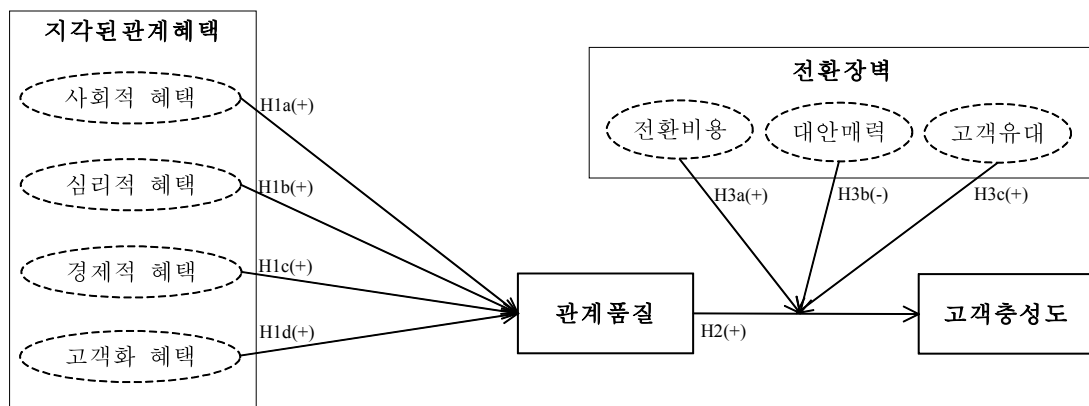 지각된관계혜택
사회적 혜택
심리적 혜택
경제적 혜택
고객화 혜택
H1a(+)
H1b(+)
H1c(+)
H1d(+)
관계품질
H2(+)
전환장벽
전환비용
대안매력
고객유대
H3a(+)
H3b(-)
H3c(+)
고객충성도